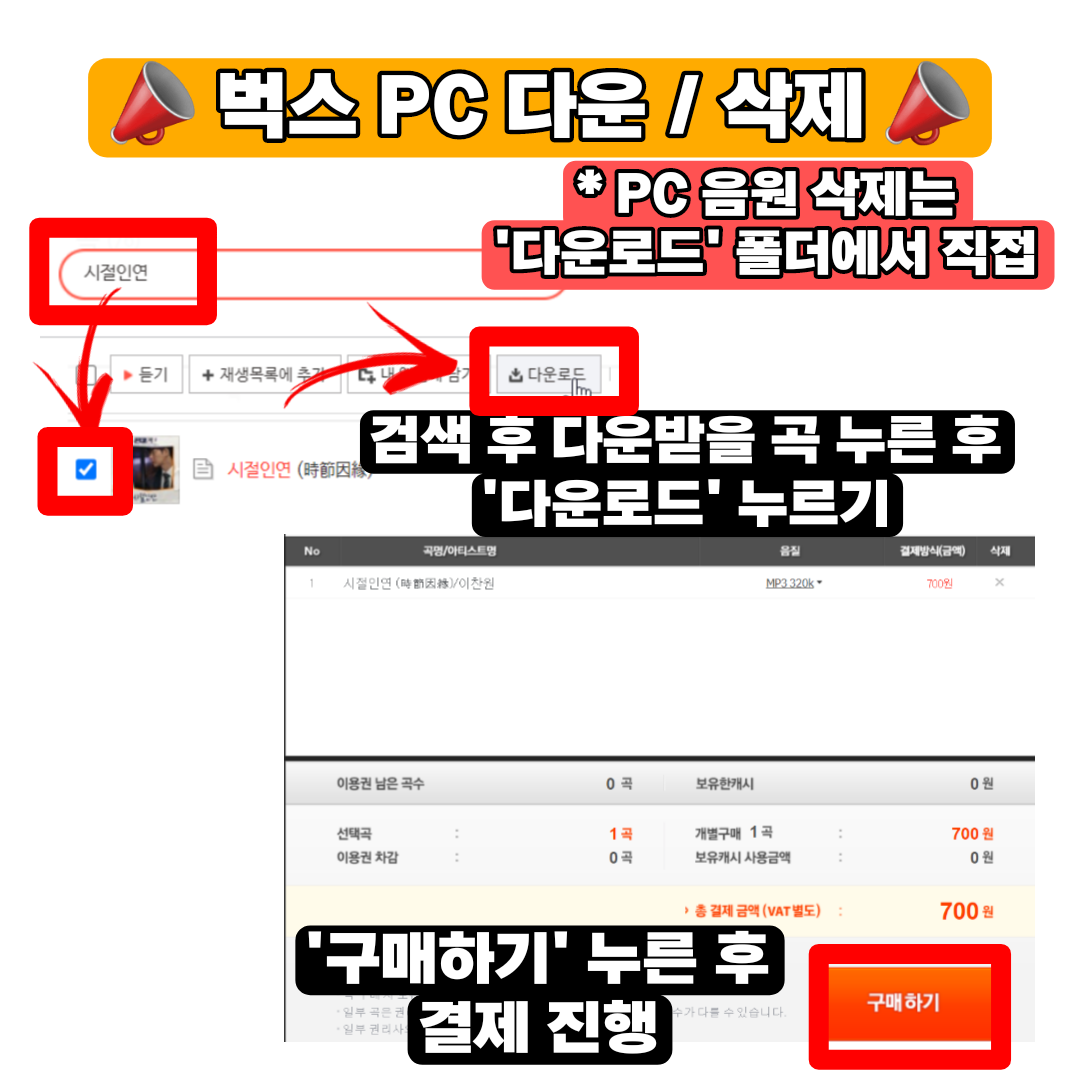 벅스 PC 다운 / 삭제
* PC 음원 삭제는
'다운로드' 폴더에서 직접
시절인연
듣기
+ 재생목록에 추가
내
다운로드
검색 후 다운받을 곡 누른 후
'다운로드' 누르기
시절인연 (時節因緣)
No 곡명/아티스트명 음질 결제방식(금액) 삭제
1 시절인연 (時節因緣)/이찬원 MP3 320k 700원 ×
이용권 남은 곡수 0 곡 보유한캐시 0 원
선택곡 : 1 곡 개별구매 1 곡 : 700 원
이용권 차감 : 0 곡 보유캐시 사용금액 : 0 원
› 총 결제 금액 (VAT별도) : 700 원
'구매하기' 누른 후
결제 진행
구매하기
· 일부 곡은 수가 다를 수 있습니다.
· 일부 권리사